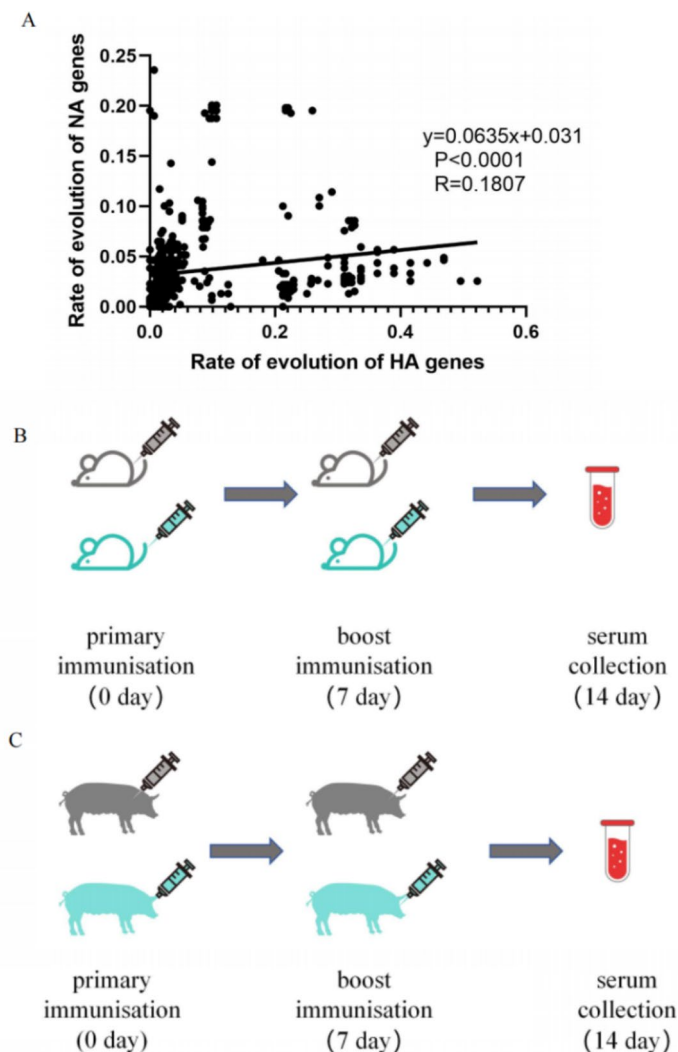 A
Rate of evolution of NA genes
0.25
0.20
0.15
0.10
0.05
0.00
y=0.0635x+0.031
P<0.0001
R=0.1807
0.0 0.2 0.4 0.6
Rate of evolution of HA genes
B
primary
immunisation
(0 day)
boost
immunisation
(7 day)
serum
collection
(14 day)
C
primary
immunisation
(0 day)
boost
immunisation
(7 day)
serum
collection
(14 day)